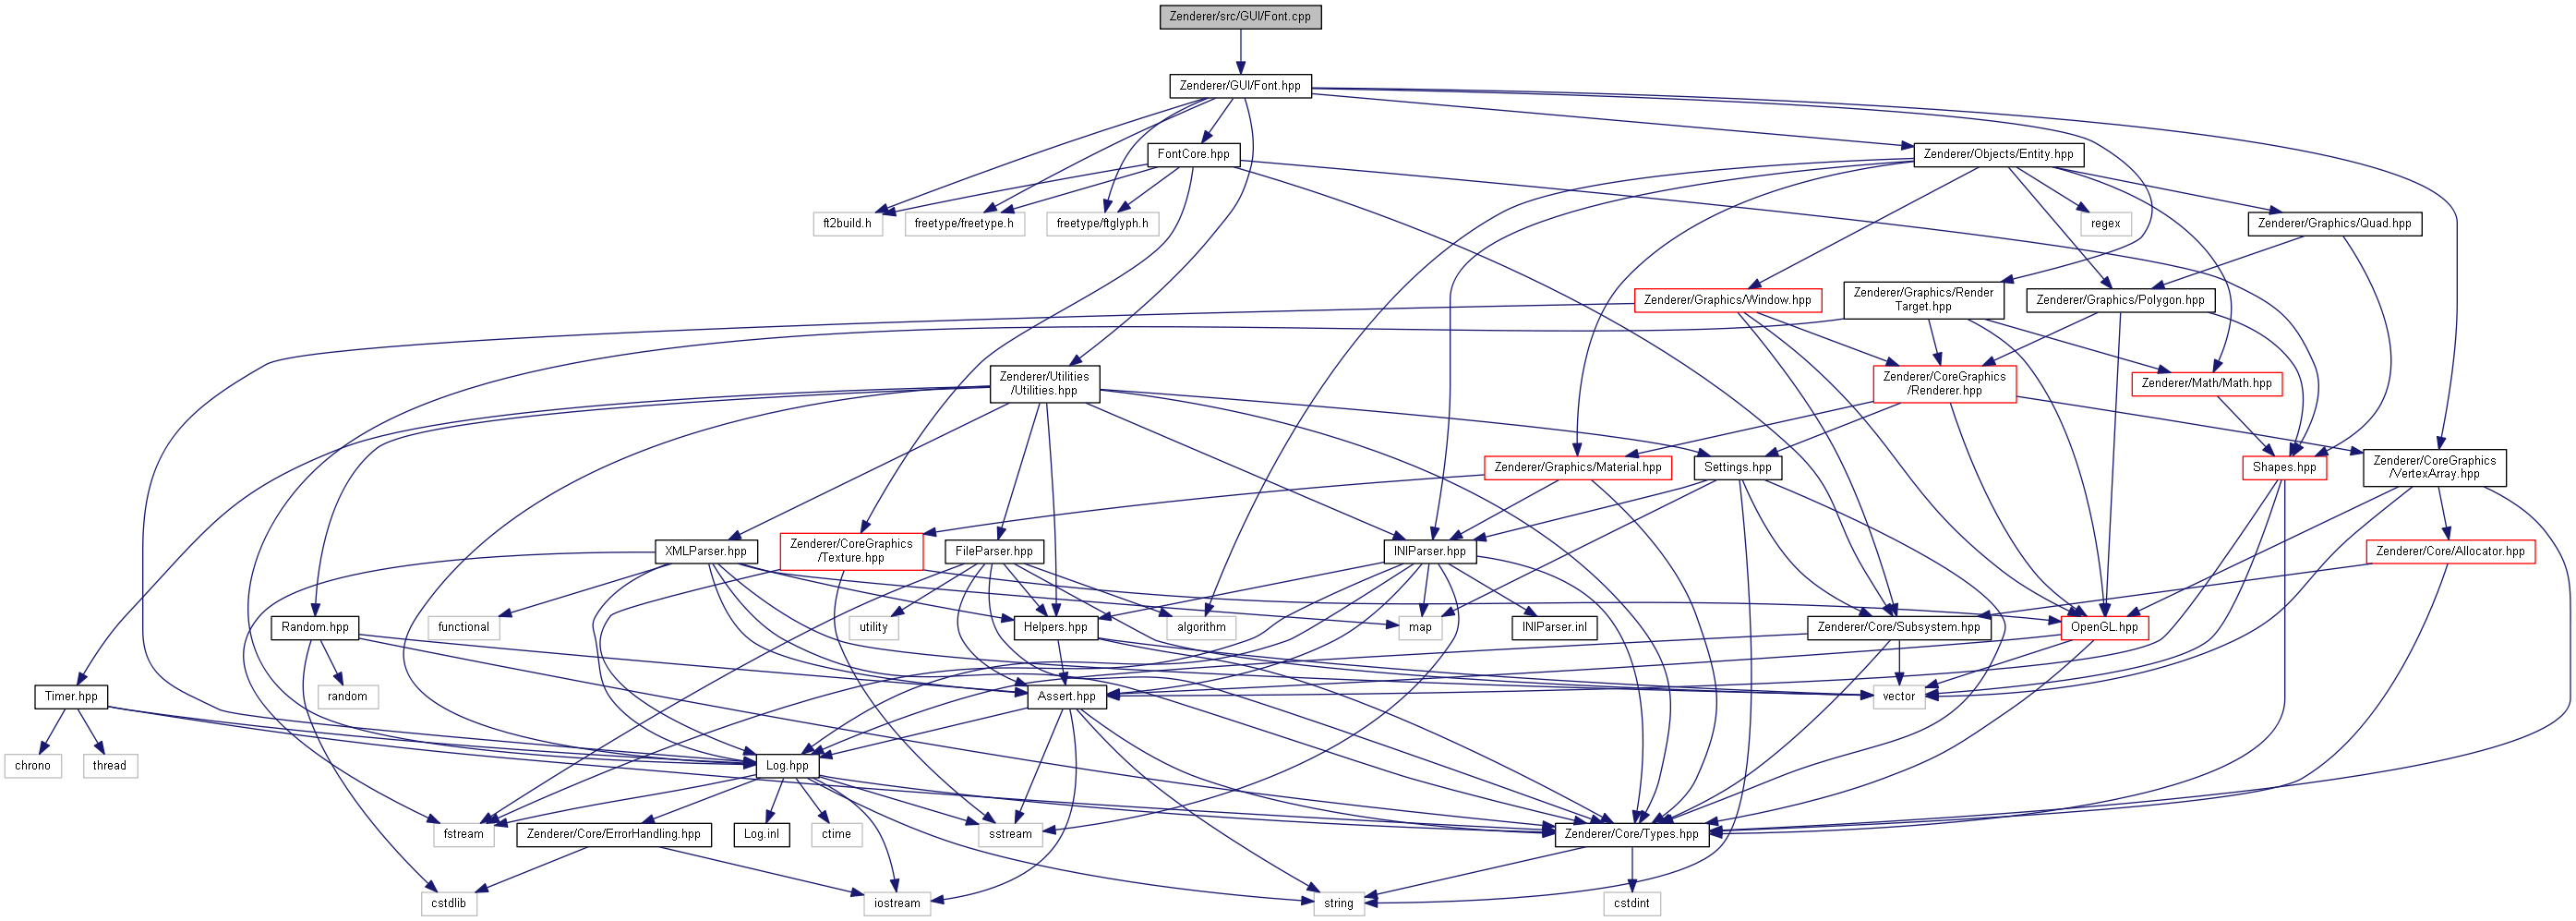 Zenderer/src/GUI/Font.cpp
Zenderer/GUI/Font.hpp
FontCore.hpp
Zenderer/Objects/Entity.hpp
ft2build.h
freetype/freetype.h
freetype/ftglyph.h
regex
Zenderer/Graphics/Quad.hpp
Zenderer/Graphics/Window.hpp
Zenderer/Graphics/Render
Target.hpp
Zenderer/Graphics/Polygon.hpp
Zenderer/Utilities
/Utilities.hpp
Zenderer/CoreGraphics
/Renderer.hpp
Zenderer/Math/Math.hpp
Zenderer/Graphics/Material.hpp
Settings.hpp
Shapes.hpp
Zenderer/CoreGraphics
/VertexArray.hpp
XMLParser.hpp
Zenderer/CoreGraphics
/Texture.hpp
FileParser.hpp
INIParser.hpp
Zenderer/Core/Allocator.hpp
Random.hpp
functional
utility
Helpers.hpp
algorithm
map
INIParser.inl
Zenderer/Core/Subsystem.hpp
OpenGL.hpp
Timer.hpp
random
Assert.hpp
vector
chrono
thread
Log.hpp
fstream
Zenderer/Core/ErrorHandling.hpp
Log.inl
ctime
sstream
Zenderer/Core/Types.hpp
cstdlib
iostream
string
cstdint